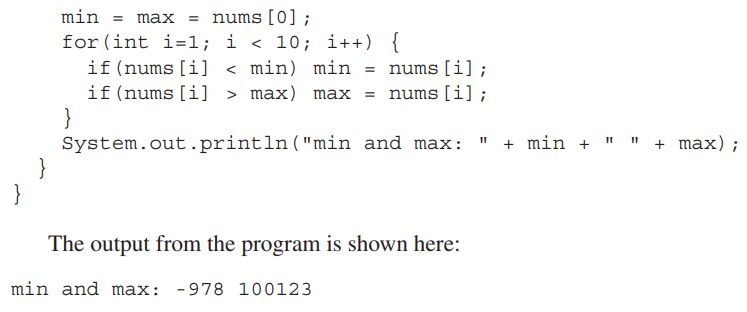 min = max = nums[0];
for(int i=1; i < 10; i++) {
if(nums[i] < min) min = nums[i];
if(nums[i] > max) max = nums[i];
}
System.out.println("min and max: " + min + " " + max);
}
}
The output from the program is shown here:
min and max: -978 100123